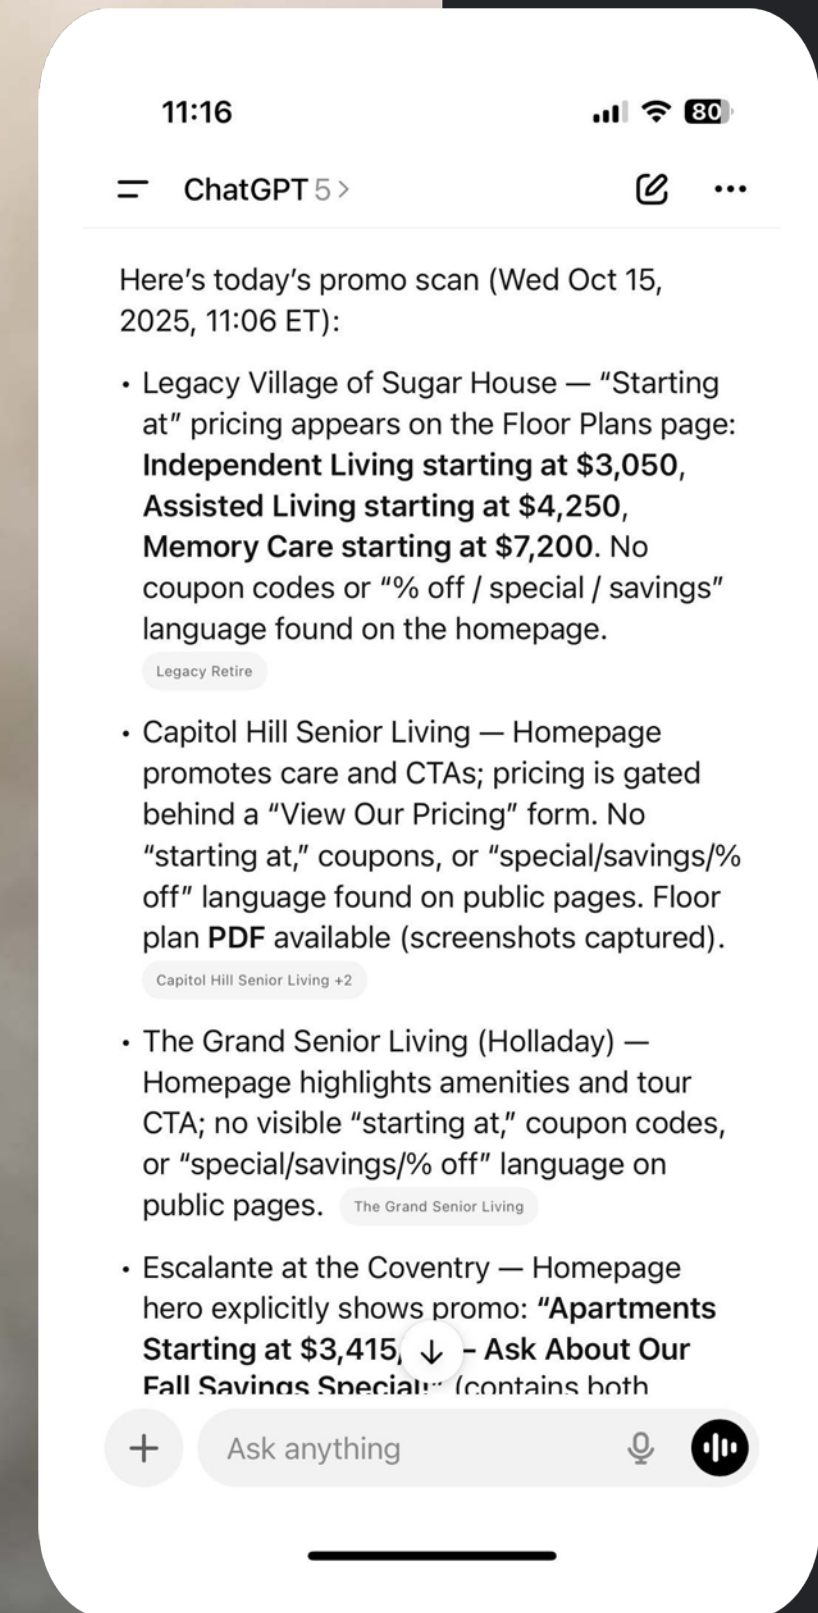 11:16
80
ChatGPT 5 >
Here's today's promo scan (Wed Oct 15,
2025, 11:06 ET):
• Legacy Village of Sugar House — “Starting
at” pricing appears on the Floor Plans page:
Independent Living starting at $3,050,
Assisted Living starting at $4,250,
Memory Care starting at $7,200. No
coupon codes or “% off / special / savings”
language found on the homepage.
Legacy Retire
• Capitol Hill Senior Living — Homepage
promotes care and CTAs; pricing is gated
behind a “View Our Pricing” form. No
“starting at,” coupons, or “special/savings/%
off” language found on public pages. Floor
plan PDF available (screenshots captured).
Capitol Hill Senior Living +2
• The Grand Senior Living (Holladay) —
Homepage highlights amenities and tour
CTA; no visible “starting at,” coupon codes,
or “special/savings/% off” language on
public pages. The Grand Senior Living
• Escalante at the Coventry — Homepage
hero explicitly shows promo: “Apartments
Starting at $3,415, – Ask About Our
Fall Savings Special!” (contains both
Ask anything